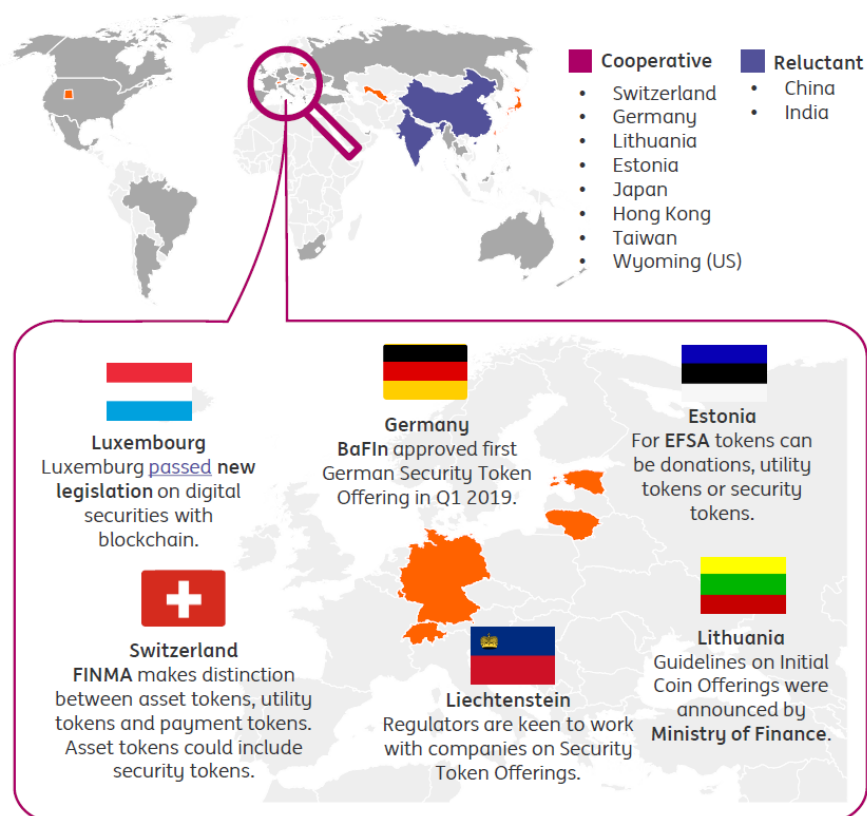 Cooperative
• Switzerland
• Germany
• Lithuania
• Estonia
• Japan
• Hong Kong
• Taiwan
• Wyoming (US)
Reluctant
• China
• India
Luxembourg
Luxemburg passed new
legislation on digital
securities with
blockchain.
Germany
BaFIn approved first
German Security Token
Offering in Q1 2019.
Estonia
For EFSA tokens can
be donations, utility
tokens or security
tokens.
Switzerland
FINMA makes distinction
between asset tokens, utility
tokens and payment tokens.
Asset tokens could include
security tokens.
Liechtenstein
Regulators are keen to work
with companies on Security
Token Offerings.
Lithuania
Guidelines on Initial
Coin Offerings were
announced by
Ministry of Finance.